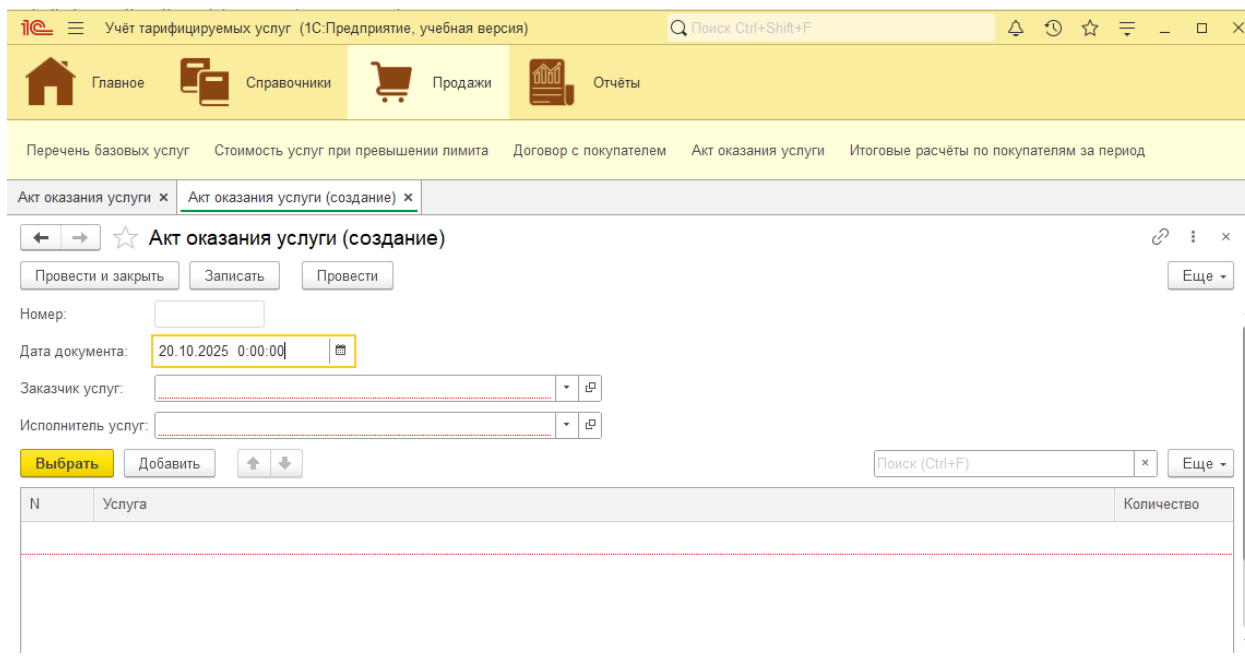 1С Учёт тарифицируемых услуг (1С:Предприятие, учебная версия) Поиск Ctrl+Shift+F
Главное Справочники Продажи Отчёты
Перечень базовых услуг Стоимость услуг при превышении лимита Договор с покупателем Акт оказания услуги Итоговые расчёты по покупателям за период
Акт оказания услуги × Акт оказания услуги (создание) ×
Акт оказания услуги (создание)
Провести и закрыть Записать Провести Еще
Номер:
Дата документа: 20.10.2025 0:00:00
Заказчик услуг:
Исполнитель услуг:
Выбрать Добавить Поиск (Ctrl+F) × Еще
N Услуга Количество